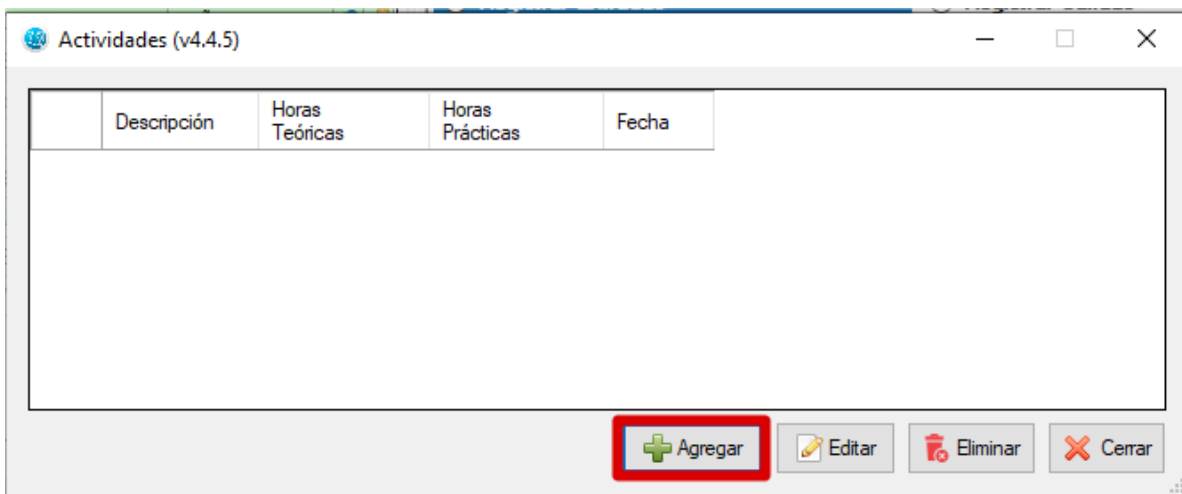 Actividades (v4.4.5)
Descripción
Horas
Teóricas
Horas
Prácticas
Fecha
Agregar
Editar
Eliminar
Cerrar